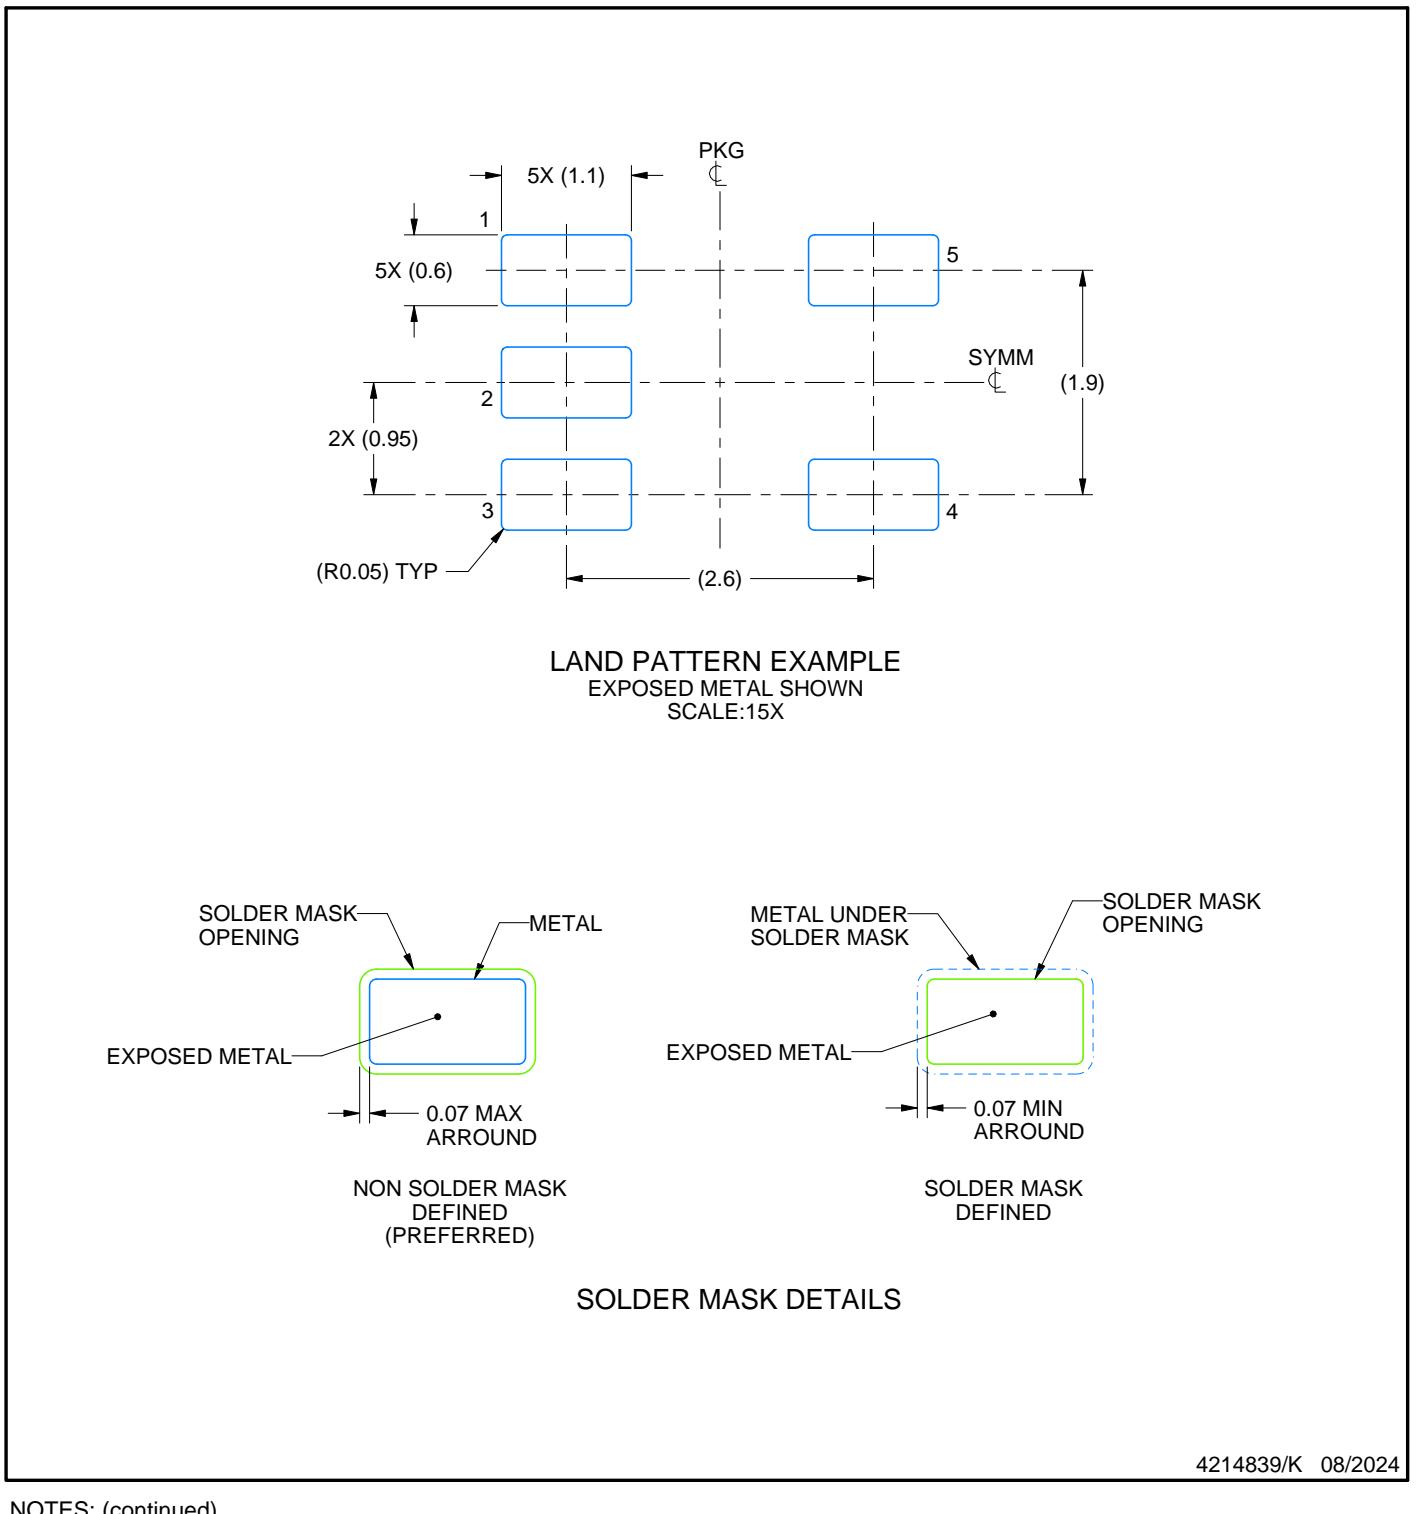 PKG
5X (1.1)
1
5
5X (0.6)
SYMM
(1.9)
2
2X (0.95)
3
4
(R0.05) TYP
(2.6)
LAND PATTERN EXAMPLE
EXPOSED METAL SHOWN
SCALE:15X
SOLDER MASK
OPENING
METAL
EXPOSED METAL
0.07 MAX
ARROUND
NON SOLDER MASK
DEFINED
(PREFERRED)
METAL UNDER
SOLDER MASK
SOLDER MASK
OPENING
EXPOSED METAL
0.07 MIN
ARROUND
SOLDER MASK
DEFINED
SOLDER MASK DETAILS
4214839/K 08/2024
NOTES: (continued)